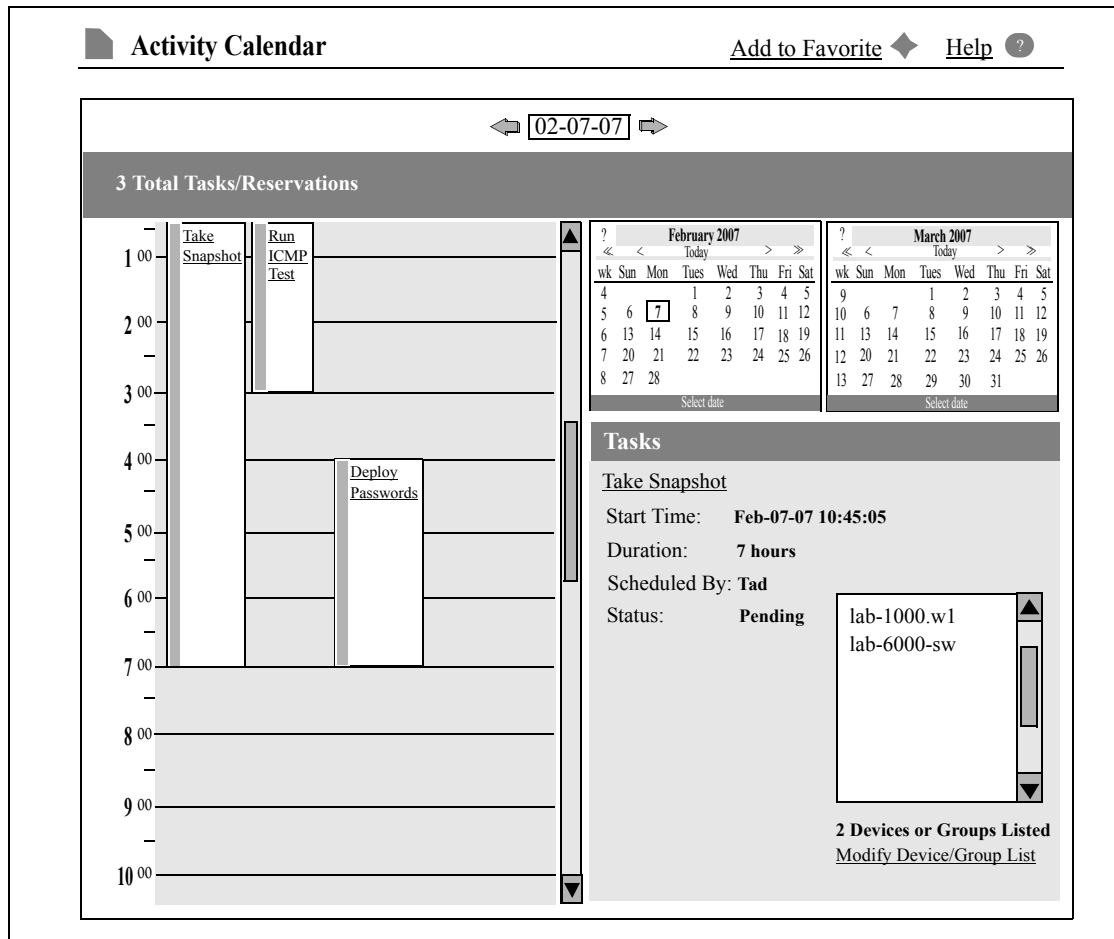 Activity Calendar
Add to Favorite Help ?
02-07-07
3 Total Tasks/Reservations
1 00
2 00
3 00
4 00
5 00
6 00
7 00
8 00
9 00
10 00
Take
Snapshot
Run
ICMP
Test
Deploy
Passwords
? February 2007
≪ < Today > ≫
wk Sun Mon Tues Wed Thu Fri Sat
4 1 2 3 4 5
5 6 7 8 9 10 11 12
6 13 14 15 16 17 18 19
7 20 21 22 23 24 25 26
8 27 28
Select date
? March 2007
≪ < Today > ≫
wk Sun Mon Tues Wed Thu Fri Sat
9 1 2 3 4 5
10 6 7 8 9 10 11 12
11 13 14 15 16 17 18 19
12 20 21 22 23 24 25 26
13 27 28 29 30 31
Select date
Tasks
Take Snapshot
Start Time: Feb-07-07 10:45:05
Duration: 7 hours
Scheduled By: Tad
Status: Pending
lab-1000.w1
lab-6000-sw
2 Devices or Groups Listed
Modify Device/Group List